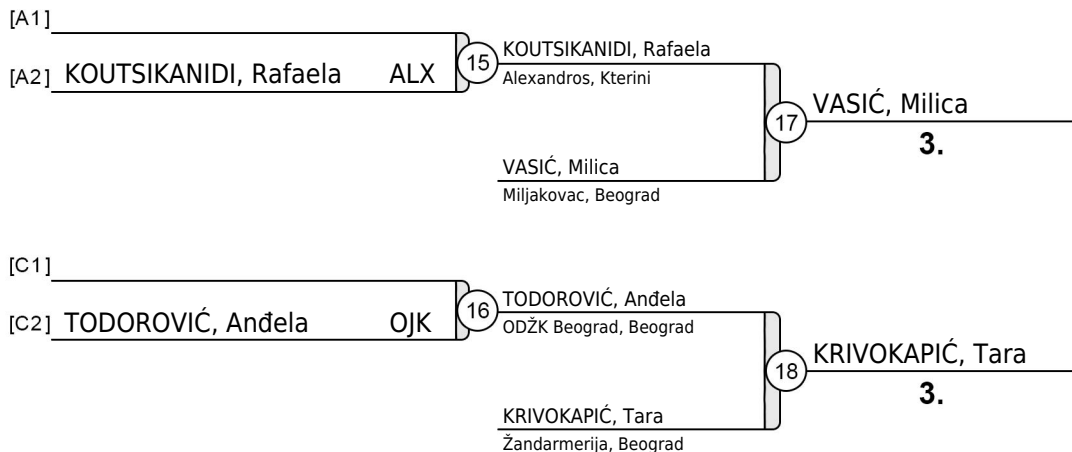 [A1]
[A2] KOUTSIKANIDI, Rafaela ALX
15
KOUTSIKANIDI, Rafaela
Alexandros, Kterini
17
VASIĆ, Milica
3.
VASIĆ, Milica
Miljakovac, Beograd
[C1]
[C2] TODOROVIĆ, Anđela OJK
16
TODOROVIĆ, Anđela
ODŽK Beograd, Beograd
18
KRIVOKAPIĆ, Tara
3.
KRIVOKAPIĆ, Tara
Žandarmerija, Beograd